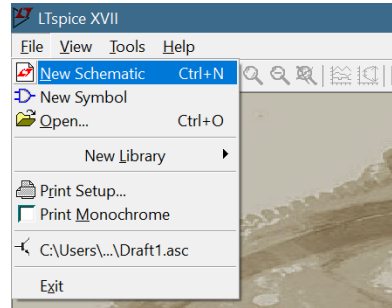 LTspice XVII
File View Tools Help
New Schematic Ctrl+N
New Symbol
Open... Ctrl+O
New Library
Print Setup...
Print Monochrome
C:\Users\...\Draft1.asc
Exit